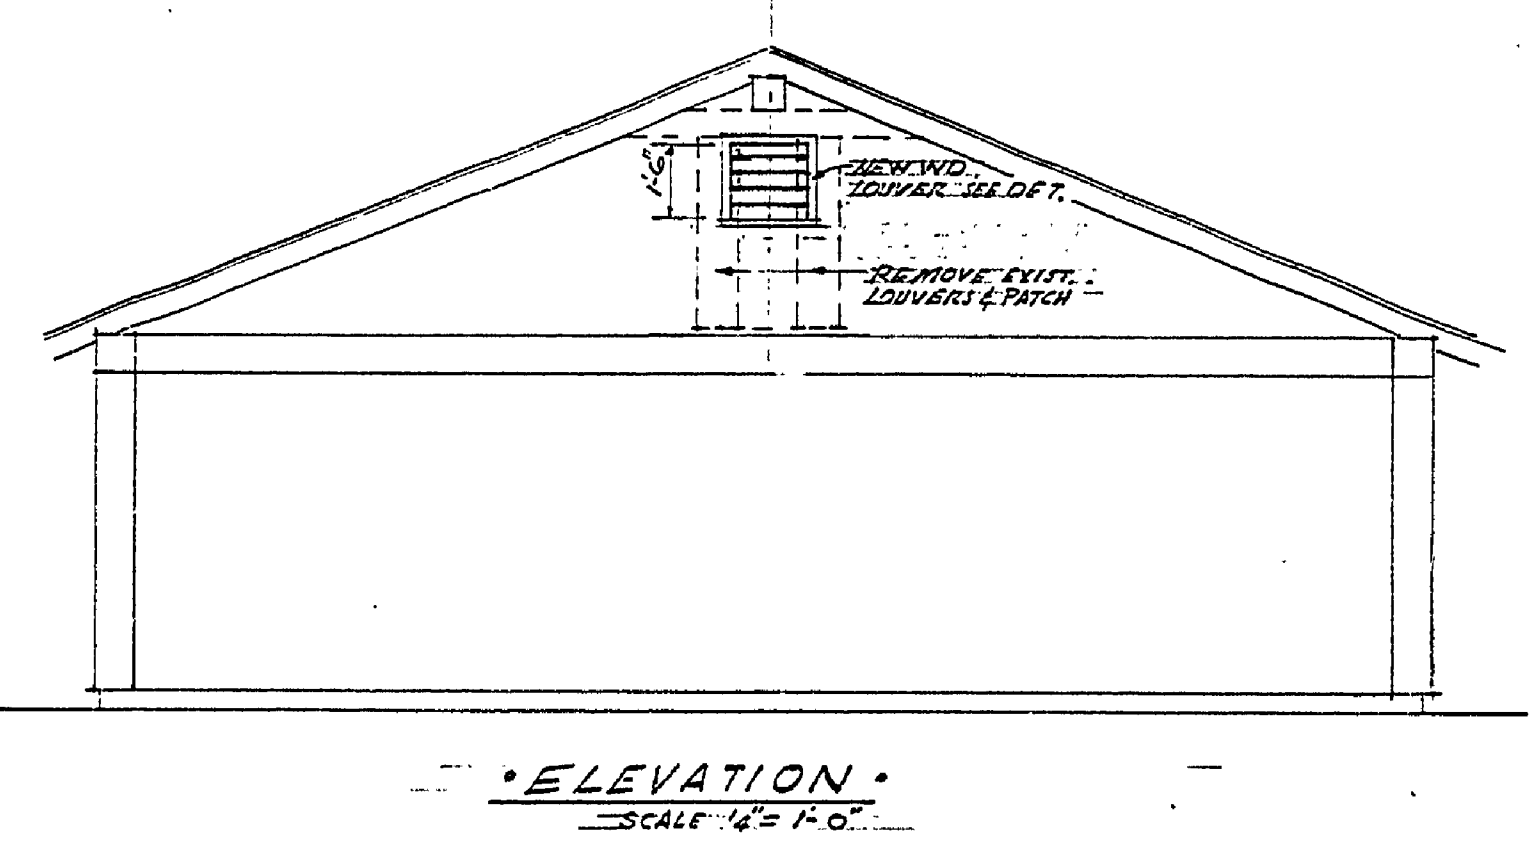 1'-6"
NEW WD.
LOUVER SEE DET.
REMOVE EXIST.
LOUVERS & PATCH
• ELEVATION •
SCALE 1/4" = 1'-0"